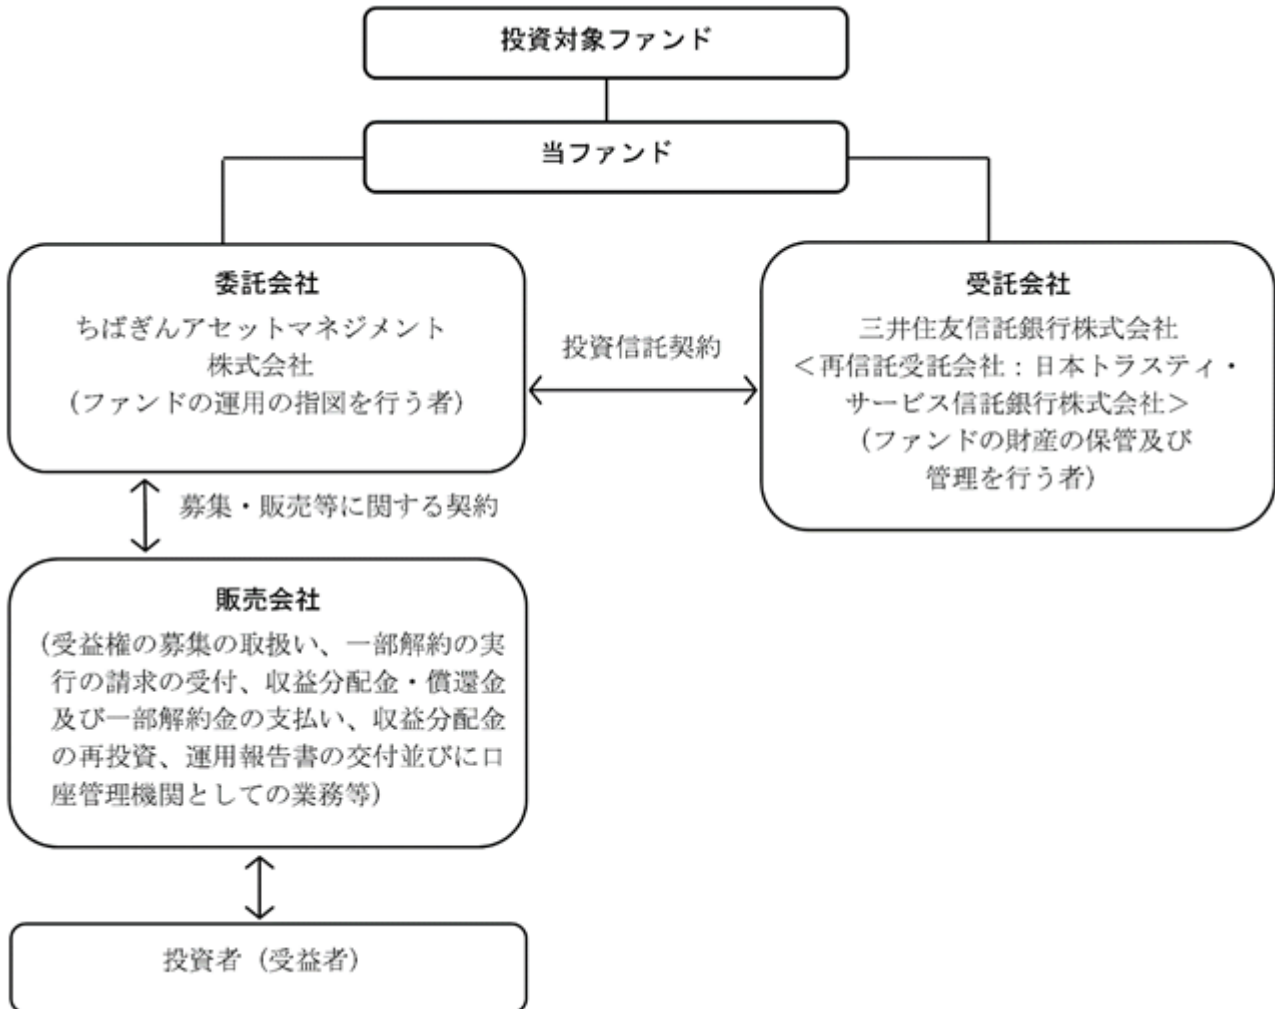 投資対象ファンド
当ファンド
委託会社
ちばぎんアセットマネジメント
株式会社
（ファンドの運用の指図を行う者）
投資信託契約
受託会社
三井住友信託銀行株式会社
＜再信託受託会社：日本トラスティ・
サービス信託銀行株式会社＞
（ファンドの財産の保管及び
管理を行う者）
募集・販売等に関する契約
販売会社
（受益権の募集の取扱い、一部解約の実
行の請求の受付、収益分配金・償還金
及び一部解約金の支払い、収益分配金
の再投資、運用報告書の交付並びに口
座管理機関としての業務等）
投資者（受益者）